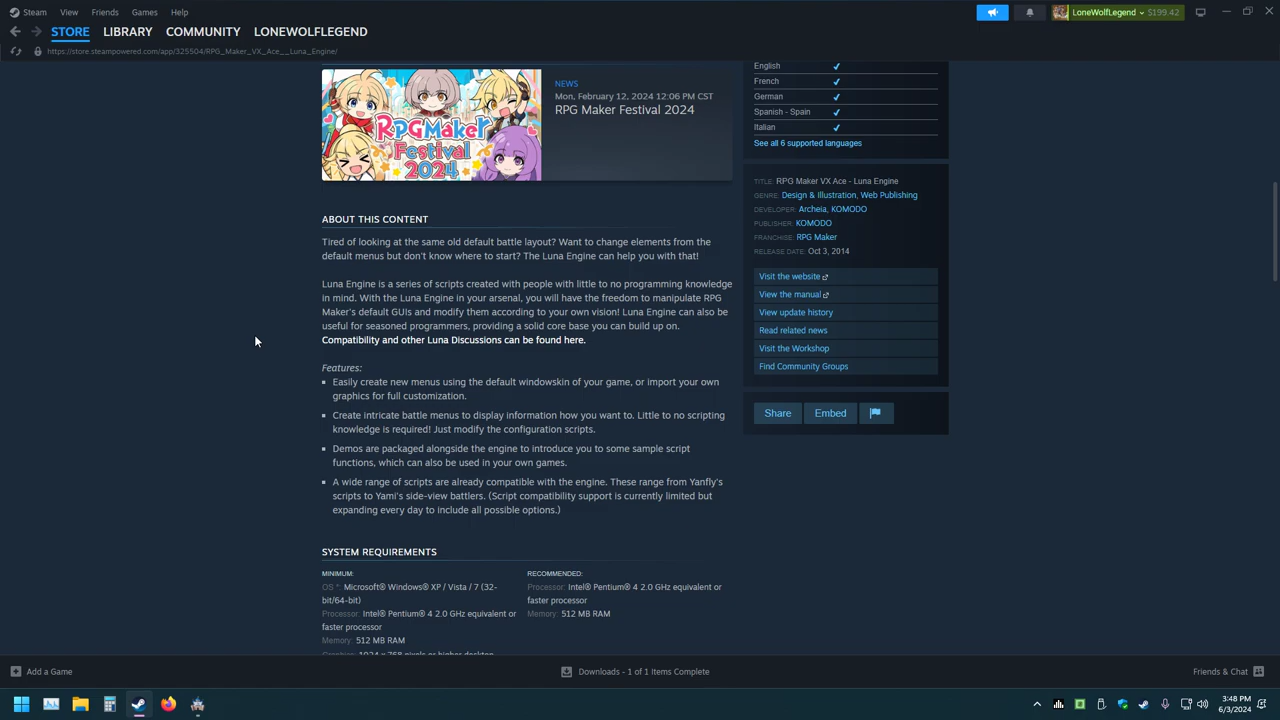 Steam View Friends Games Help LoneWolfLegend $199.42
STORE LIBRARY COMMUNITY LONEWOLFLEGEND
https://store.steampowered.com/app/325504/RPG_Maker_VX_Ace__Luna_Engine/
RPG Maker
Festival
2024
NEWS
Mon, February 12, 2024 12:06 PM CST
RPG Maker Festival 2024
ABOUT THIS CONTENT
Tired of looking at the same old default battle layout? Want to change elements from the
default menus but don't know where to start? The Luna Engine can help you with that!
Luna Engine is a series of scripts created with people with little to no programming knowledge
in mind. With the Luna Engine in your arsenal, you will have the freedom to manipulate RPG
Maker's default GUIs and modify them according to your own vision! Luna Engine can also be
useful for seasoned programmers, providing a solid core base you can build up on.
Compatibility and other Luna Discussions can be found here.
Features:
Easily create new menus using the default windowskin of your game, or import your own
graphics for full customization.
Create intricate battle menus to display information how you want to. Little to no scripting
knowledge is required! Just modify the configuration scripts.
Demos are packaged alongside the engine to introduce you to some sample script
functions, which can also be used in your own games.
A wide range of scripts are already compatible with the engine. These range from Yanfly's
scripts to Yami's side-view battlers. (Script compatibility support is currently limited but
expanding every day to include all possible options.)
SYSTEM REQUIREMENTS
MINIMUM:
OS *: Microsoft® Windows® XP / Vista / 7 (32-
bit/64-bit)
Processor: Intel® Pentium® 4 2.0 GHz equivalent or
faster processor
Memory: 512 MB RAM
Graphics: 1024 x 768 pixels or higher desktop
RECOMMENDED:
Processor: Intel® Pentium® 4 2.0 GHz equivalent or
faster processor
Memory: 512 MB RAM
English
French
German
Spanish - Spain
Italian
See all 6 supported languages
TITLE: RPG Maker VX Ace - Luna Engine
GENRE: Design & Illustration, Web Publishing
DEVELOPER: Archeia, KOMODO
PUBLISHER: KOMODO
FRANCHISE: RPG Maker
RELEASE DATE: Oct 3, 2014
Visit the website
View the manual
View update history
Read related news
Visit the Workshop
Find Community Groups
Share Embed
Add a Game Downloads - 1 of 1 Items Complete Friends & Chat
3:48 PM
6/3/2024